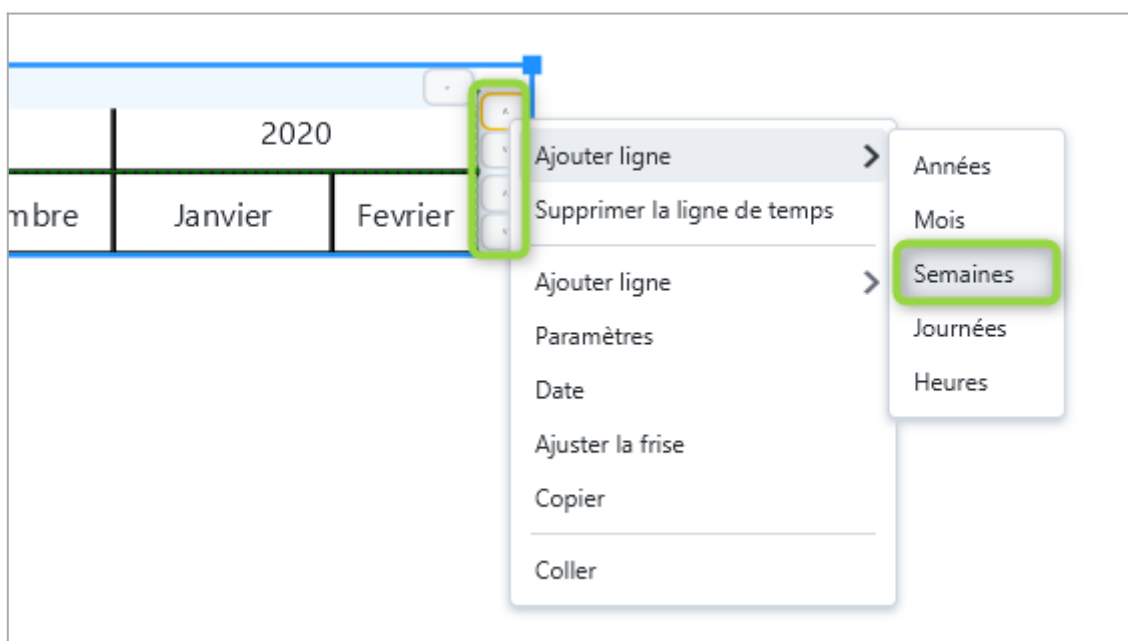 2020
mbre Janvier Fevrier
Ajouter ligne
Supprimer la ligne de temps
Ajouter ligne
Paramètres
Date
Ajuster la frise
Copier
Coller
Années
Mois
Semaines
Journées
Heures